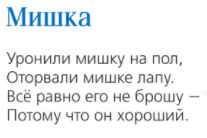 Мишка
Уронили мишку на пол,
Оторвали мишке лапу.
Всё равно его не брошу –
Потому что он хороший.